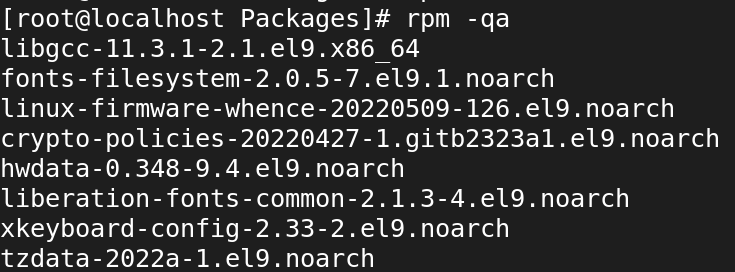 [root@localhost Packages]# rpm -qa
libgcc-11.3.1-2.1.el9.x86_64
fonts-filesystem-2.0.5-7.el9.1.noarch
linux-firmware-whence-20220509-126.el9.noarch
crypto-policies-20220427-1.gitb2323a1.el9.noarch
hwdata-0.348-9.4.el9.noarch
liberation-fonts-common-2.1.3-4.el9.noarch
xkeyboard-config-2.33-2.el9.noarch
tzdata-2022a-1.el9.noarch